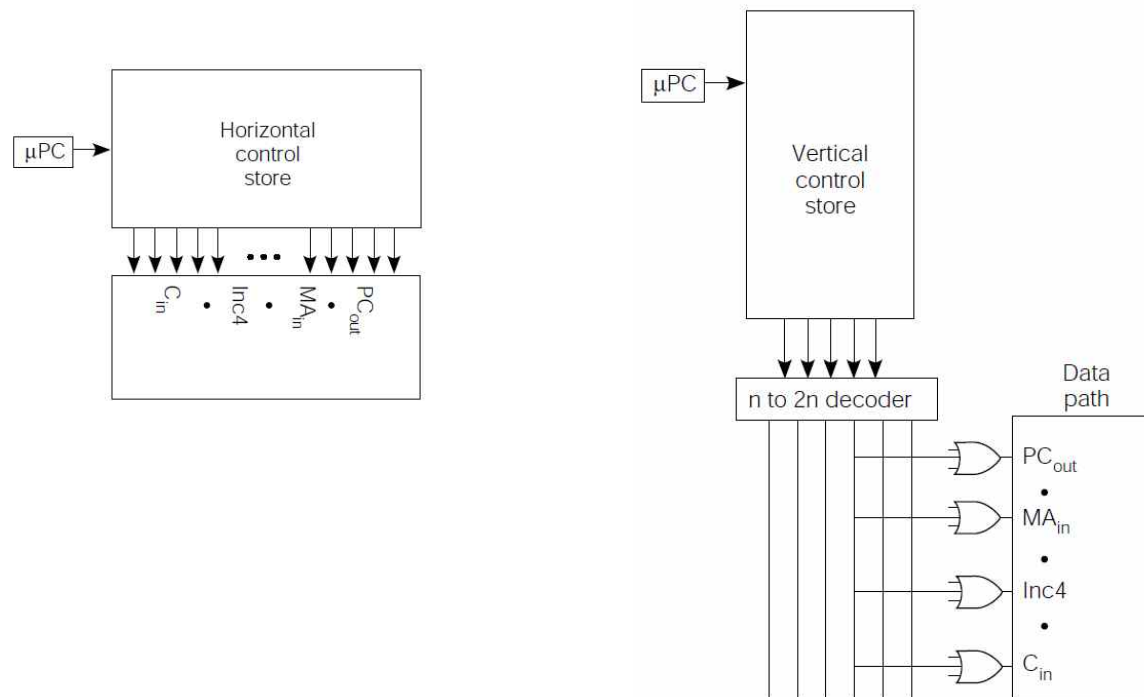 μPC
Horizontal
control
store
• • •
C_in • Inc4 • MA_in • PC_out
μPC
Vertical
control
store
n to 2n decoder
Data
path
PC_out
•
MA_in
•
Inc4
•
C_in